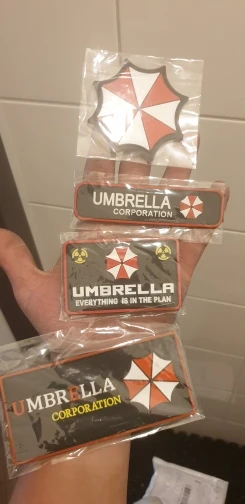 UMBRELLA
CORPORATION
UMBRELLA
EVERYTHING IS IN THE PLAN
UMBRELLA
CORPORATION